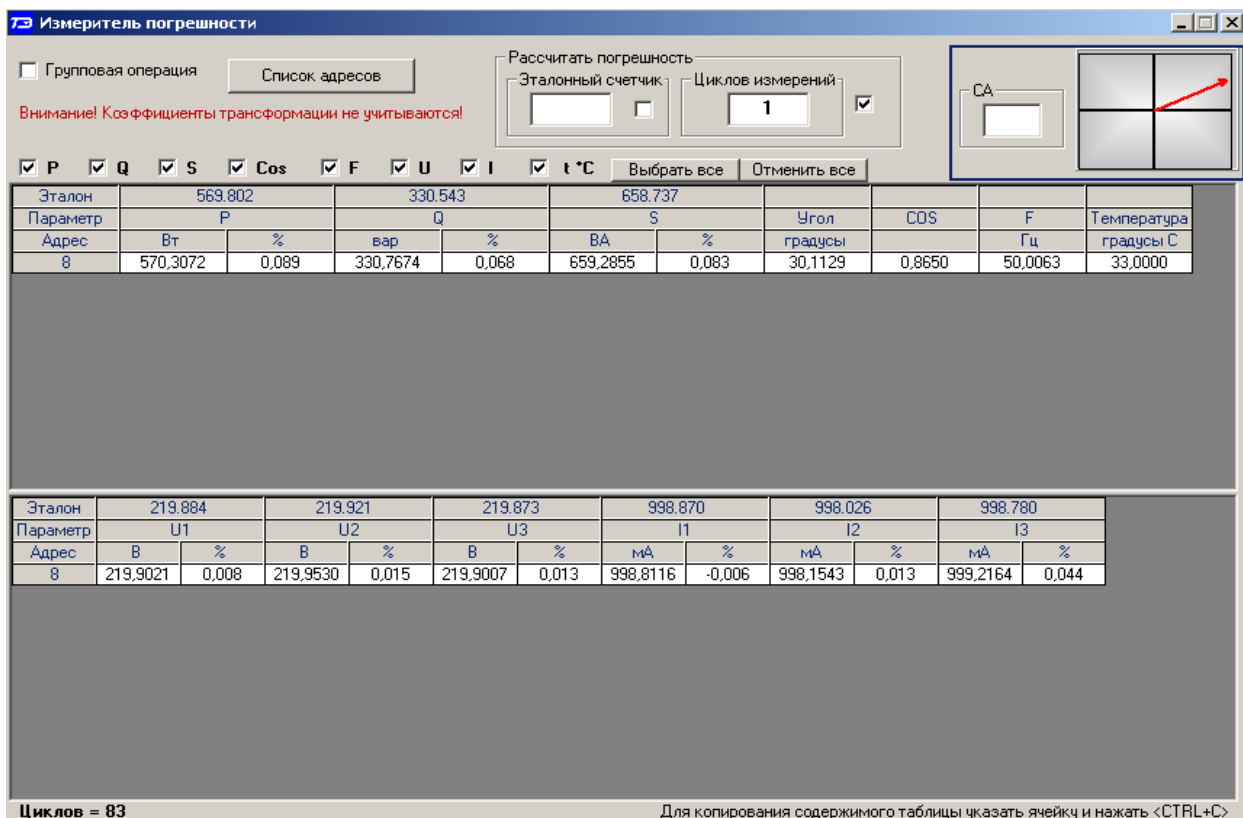 ТЭ Измеритель погрешности
Рассчитать погрешность
Групповая операция Список адресов Эталонный счетчик Циклов измерений СА
1
Внимание! Коэффициенты трансформации не учитываются!
P Q S Cos F U I t °C Выбрать все Отменить все
Эталон 569.802 330.543 658.737
Параметр P Q S Угол COS F Температура
Адрес Вт % вар % ВА % градусы Гц градусы С
8 570,3072 0,089 330,7674 0,068 659,2855 0,083 30,1129 0,8650 50,0063 33,0000
Эталон 219.884 219.921 219.873 998.870 998.026 998.780
Параметр U1 U2 U3 I1 I2 I3
Адрес В % В % В % мА % мА % мА %
8 219,9021 0,008 219,9530 0,015 219,9007 0,013 998,8116 -0,006 998,1543 0,013 999,2164 0,044
Циклов = 83 Для копирования содержимого таблицы указать ячейку и нажать <CTRL+C>